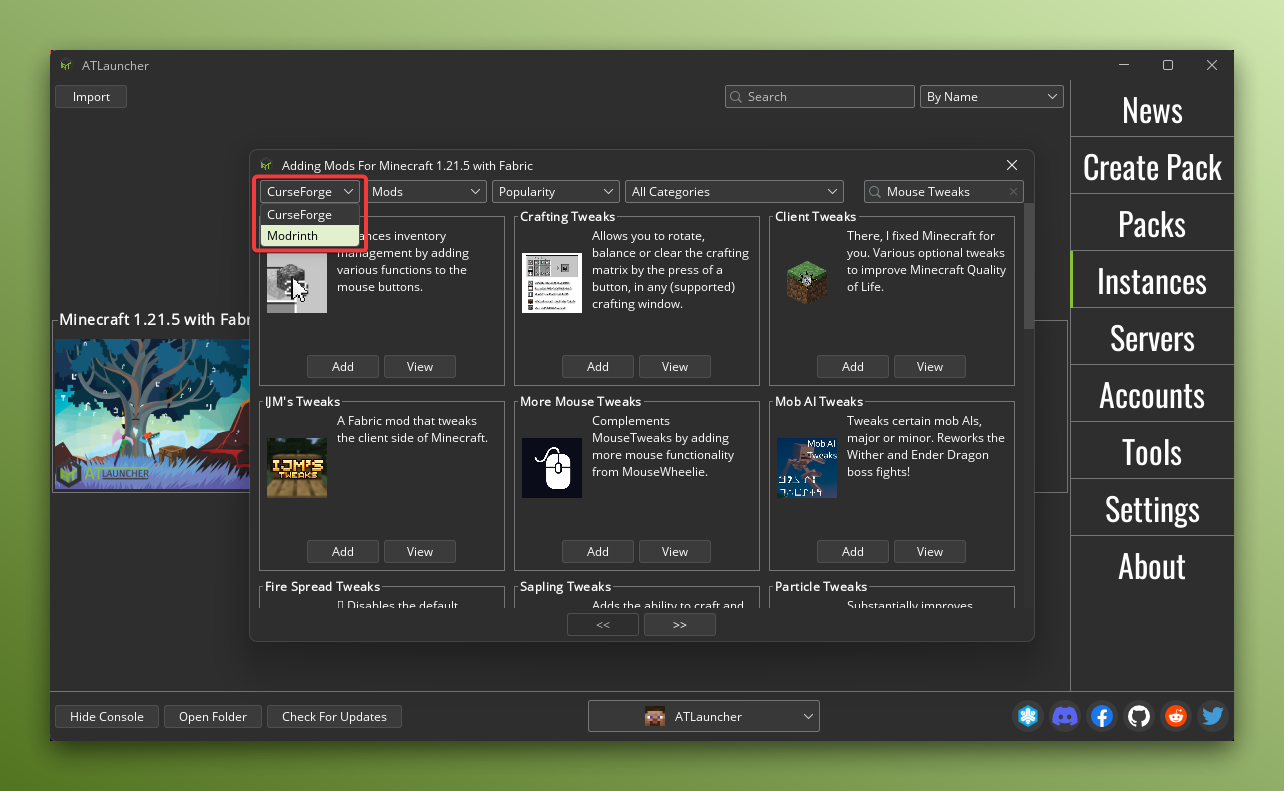 ATLauncher
Import
Search
By Name
News
Create Pack
Packs
Instances
Servers
Accounts
Tools
Settings
About
Minecraft 1.21.5 with Fabr
ATLAUNCHER
Adding Mods For Minecraft 1.21.5 with Fabric
CurseForge
Mods
Popularity
All Categories
Mouse Tweaks
CurseForge
Modrinth
ances inventory
management by adding
various functions to the
mouse buttons.
Add
View
Crafting Tweaks
Allows you to rotate,
balance or clear the crafting
matrix by the press of a
button, in any (supported)
crafting window.
Add
View
Client Tweaks
There, I fixed Minecraft for
you. Various optional tweaks
to improve Minecraft Quality
of Life.
Add
View
IJM's Tweaks
IJM'S
TWEAKS
A Fabric mod that tweaks
the client side of Minecraft.
Add
View
More Mouse Tweaks
Complements
MouseTweaks by adding
more mouse functionality
from MouseWheelie.
Add
View
Mob AI Tweaks
Mob AI
Tweaks
Tweaks certain mob AIs,
major or minor. Reworks the
Wither and Ender Dragon
boss fights!
Add
View
Fire Spread Tweaks
Disables the default
Sapling Tweaks
Adds the ability to craft and
Particle Tweaks
Substantially improves
<<
>>
Hide Console
Open Folder
Check For Updates
ATLauncher